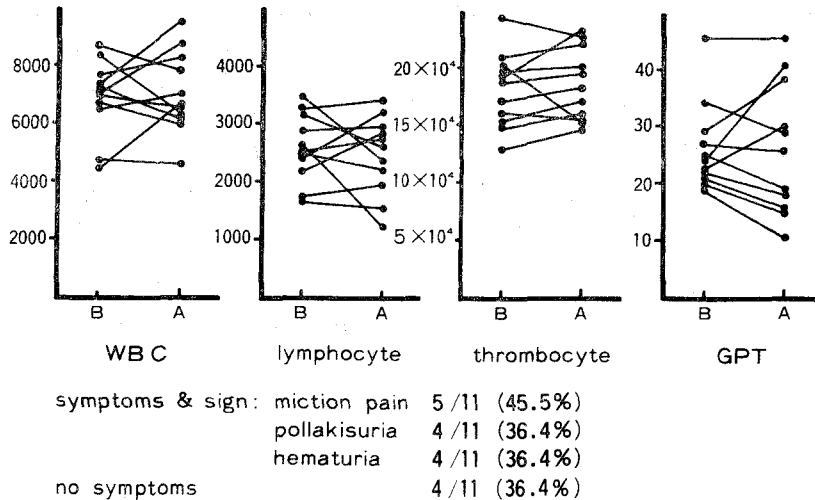 8000
6000
4000
2000
B A
WBC
4000
3000
2000
1000
B A
lymphocyte
20×10⁴
15×10⁴
10×10⁴
5×10⁴
B A
thrombocyte
40
30
20
10
B A
GPT
symptoms & sign: miction pain 5/11 (45.5%)
pollakisuria 4/11 (36.4%)
hematuria 4/11 (36.4%)
no symptoms 4/11 (36.4%)